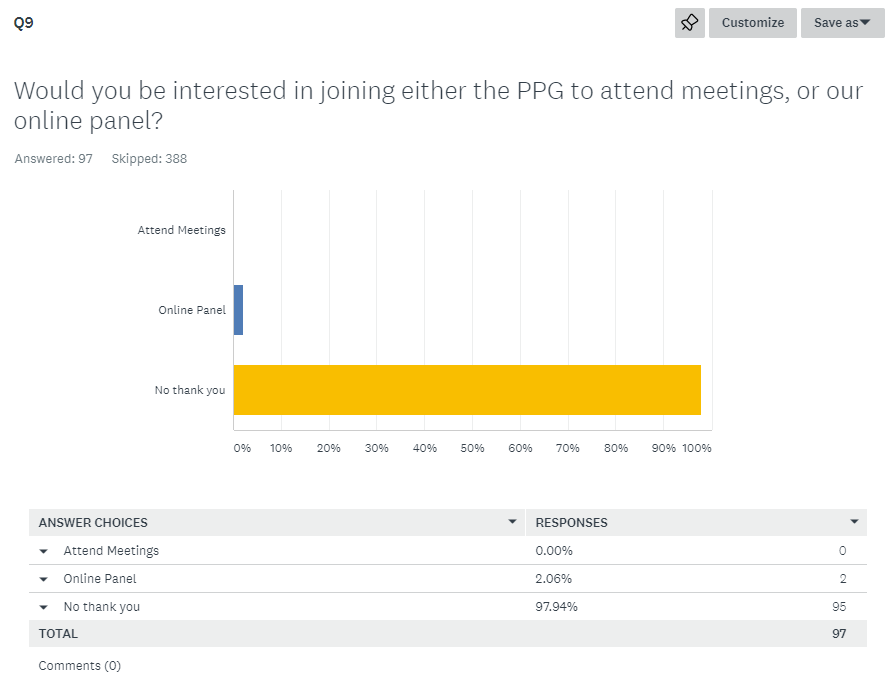 Q9
Customize
Save as
Would you be interested in joining either the PPG to attend meetings, or our
online panel?
Answered: 97 Skipped: 388
Attend Meetings
Online Panel
No thank you
0% 10% 20% 30% 40% 50% 60% 70% 80% 90% 100%
ANSWER CHOICES RESPONSES
Attend Meetings 0.00% 0
Online Panel 2.06% 2
No thank you 97.94% 95
TOTAL 97
Comments (0)